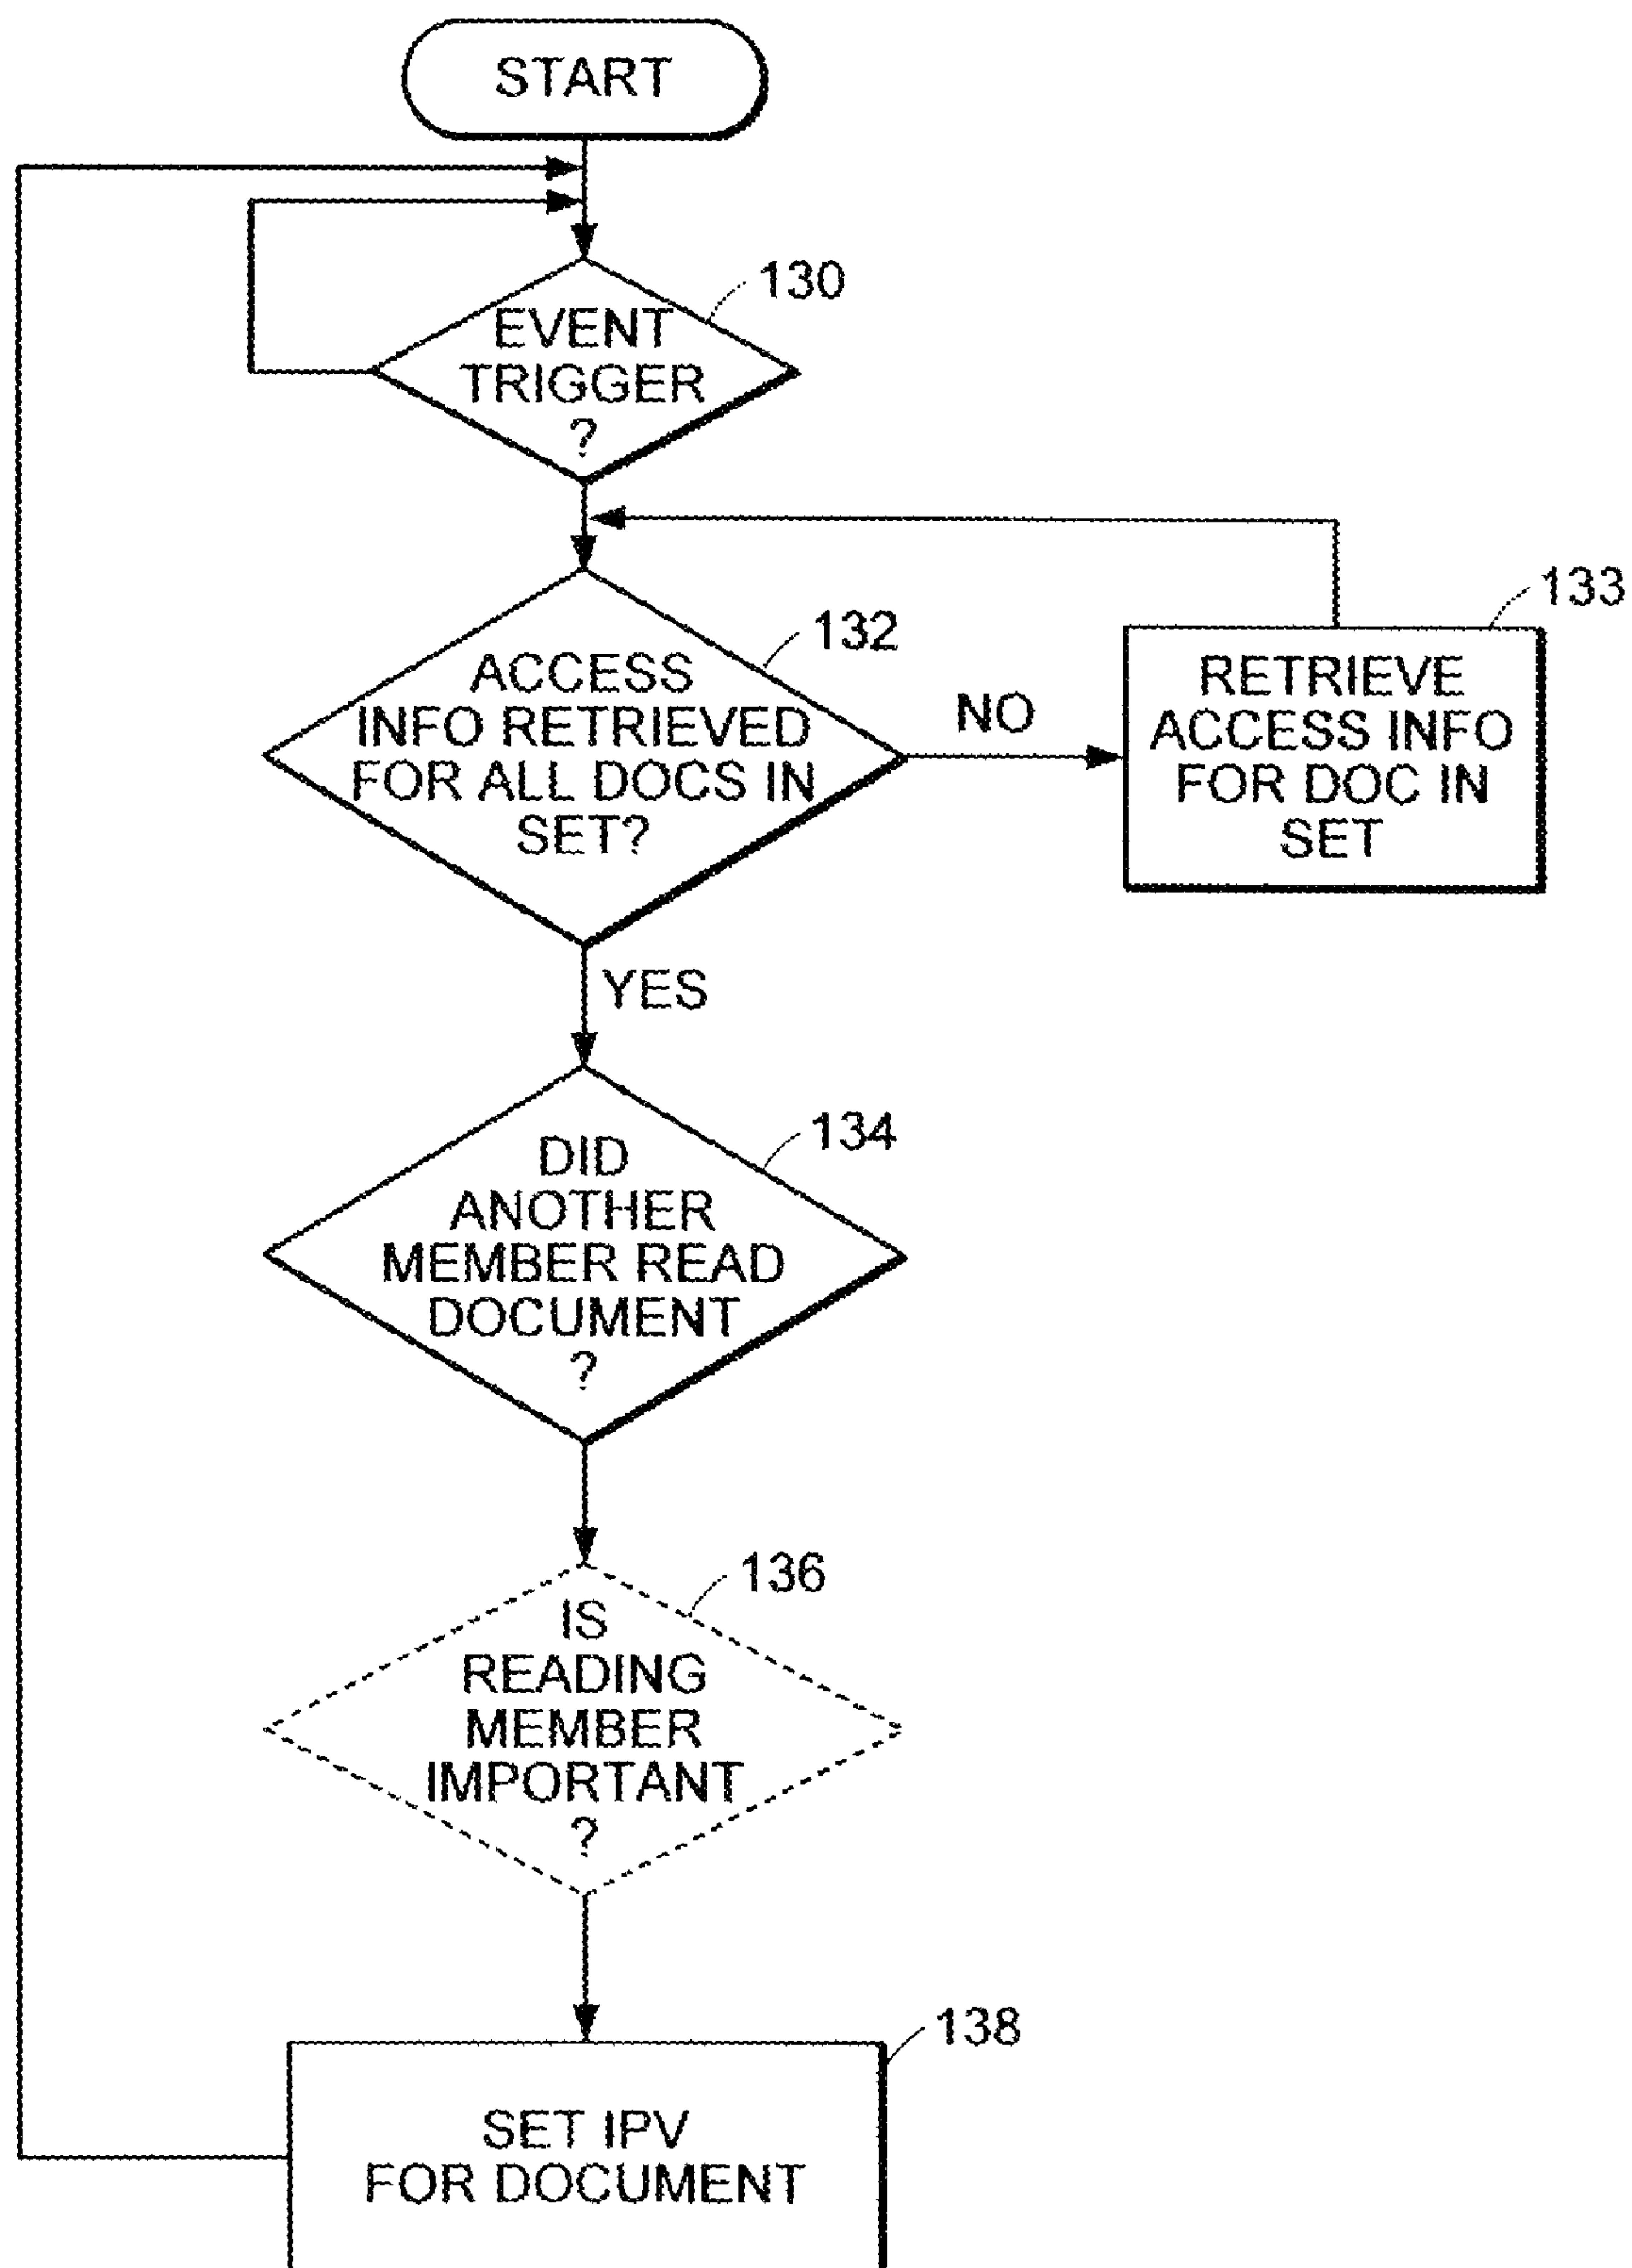 START
130
EVENT
TRIGGER
?
132
ACCESS
INFO RETRIEVED
FOR ALL DOCS IN
SET?
NO
133
RETRIEVE
ACCESS INFO
FOR DOC IN
SET
YES
134
DID
ANOTHER
MEMBER READ
DOCUMENT
?
136
IS
READING
MEMBER
IMPORTANT
?
138
SET IPV
FOR DOCUMENT